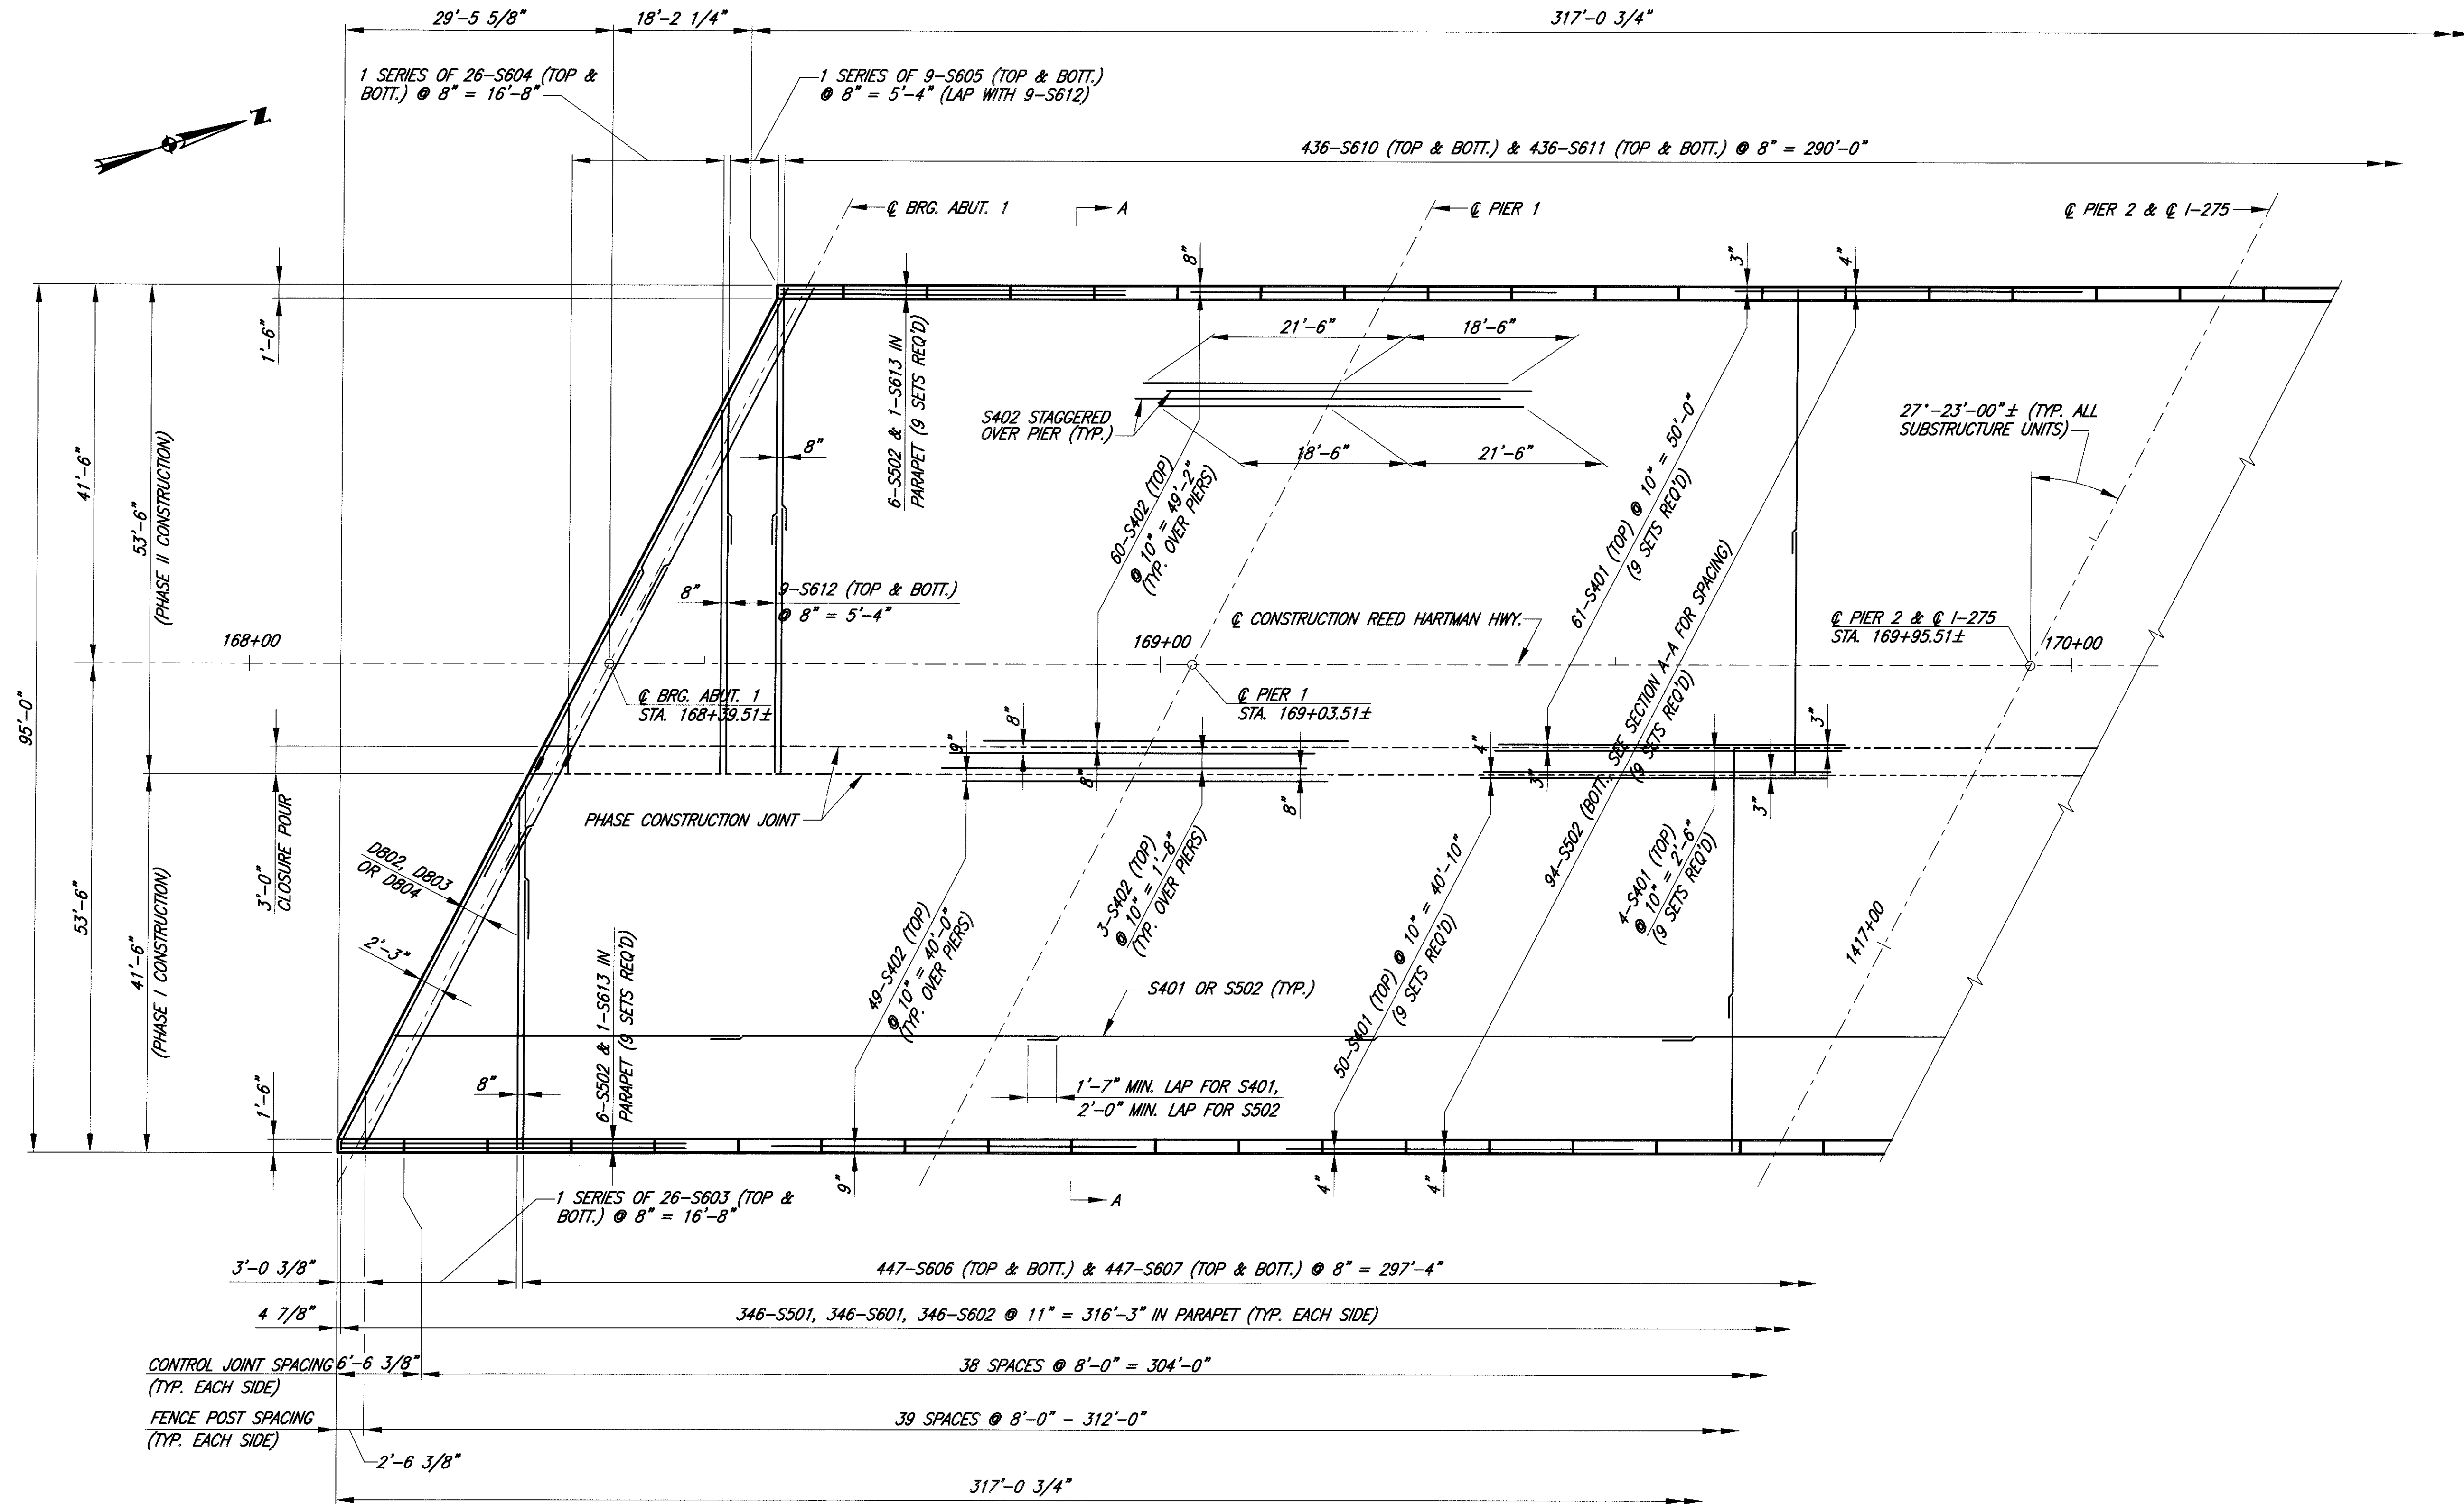 29'-5 5/8"
18'-2 1/4"
317'-0 3/4"
1 SERIES OF 26-S604 (TOP &
BOTT.) @ 8" = 16'-8"
1 SERIES OF 9-S605 (TOP & BOTT.)
@ 8" = 5'-4" (LAP WITH 9-S612)
Z
436-S610 (TOP & BOTT.) & 436-S611 (TOP & BOTT.) @ 8" = 290'-0"
℄ BRG. ABUT. 1
A
℄ PIER 1
℄ PIER 2 & ℄ I-275
8"
3"
4"
1'-6"
95'-0"
41'-6"
53'-6"
(PHASE II CONSTRUCTION)
6-S502 & 1-S613 IN
PARAPET (9 SETS REQ'D)
21'-6"
18'-6"
S402 STAGGERED
OVER PIER (TYP.)
18'-6"
21'-6"
27°-23'-00"± (TYP. ALL
SUBSTRUCTURE UNITS)
8"
60-S402 (TOP)
@ 10" = 49'-2"
(TYP. OVER PIERS)
61-S401 (TOP) @ 10" = 50'-0"
(9 SETS REQ'D)
8"
9-S612 (TOP & BOTT.)
@ 8" = 5'-4"
℄ CONSTRUCTION REED HARTMAN HWY.
94-S502 (BOTT., SEE SECTION A-A FOR SPACING)
(9 SETS REQ'D)
℄ PIER 2 & ℄ I-275
STA. 169+95.51±
168+00
169+00
170+00
℄ BRG. ABUT. 1
STA. 168+39.51±
℄ PIER 1
STA. 169+03.51±
9"
8"
8"
8"
4"
3"
3"
3"
PHASE CONSTRUCTION JOINT
3'-0"
CLOSURE POUR
53'-6"
41'-6"
(PHASE I CONSTRUCTION)
D802, D803
OR D804
2'-3"
49-S402 (TOP)
@ 10" = 40'-0"
(TYP. OVER PIERS)
3-S402 (TOP)
@ 10" = 1'-8"
(TYP. OVER PIERS)
50-S401 (TOP) @ 10" = 40'-10"
(9 SETS REQ'D)
4-S401 (TOP)
@ 10" = 2'-6"
(9 SETS REQ'D)
1417+00
6-S502 & 1-S613 IN
PARAPET (9 SETS REQ'D)
S401 OR S502 (TYP.)
8"
1'-7" MIN. LAP FOR S401,
2'-0" MIN. LAP FOR S502
1'-6"
9"
4"
4"
A
1 SERIES OF 26-S603 (TOP &
BOTT.) @ 8" = 16'-8"
3'-0 3/8"
447-S606 (TOP & BOTT.) & 447-S607 (TOP & BOTT.) @ 8" = 297'-4"
4 7/8"
346-S501, 346-S601, 346-S602 @ 11" = 316'-3" IN PARAPET (TYP. EACH SIDE)
CONTROL JOINT SPACING
(TYP. EACH SIDE)
6'-6 3/8"
38 SPACES @ 8'-0" = 304'-0"
FENCE POST SPACING
(TYP. EACH SIDE)
39 SPACES @ 8'-0" - 312'-0"
2'-6 3/8"
317'-0 3/4"